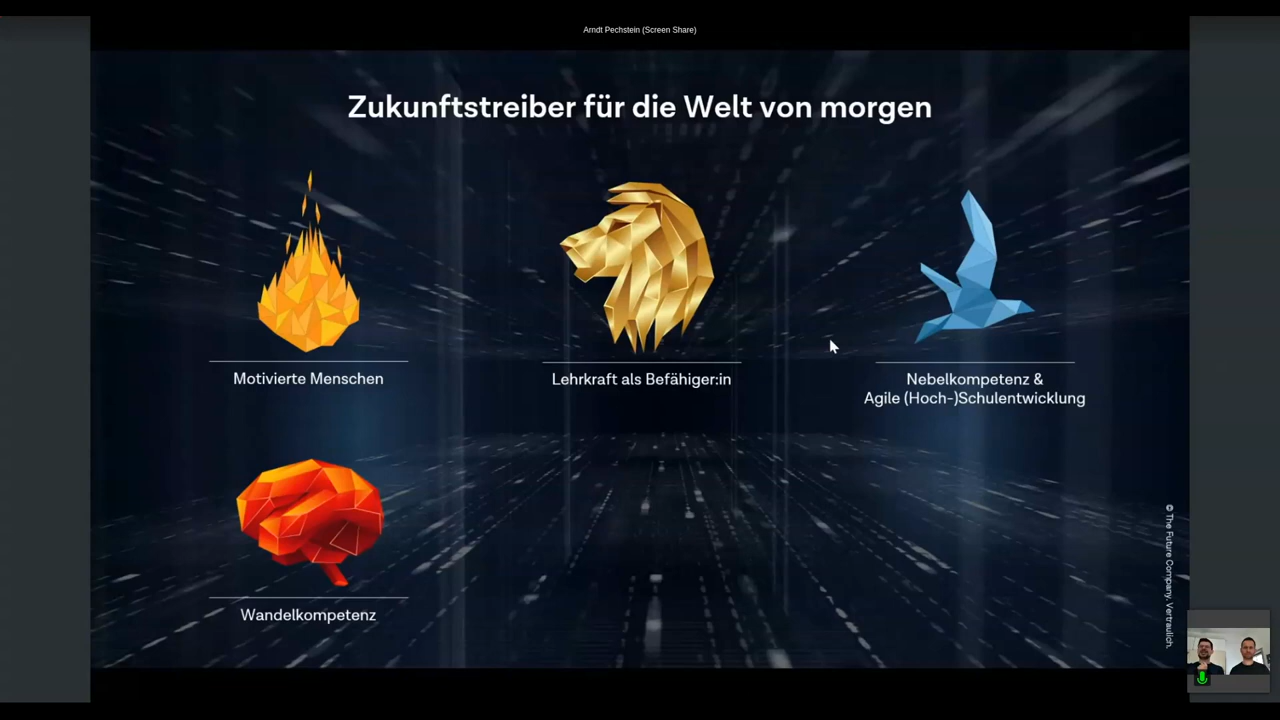 Arndt Pechstein (Screen Share)
Zukunftstreiber für die Welt von morgen
Motivierte Menschen
Lehrkraft als Befähiger:in
Nebelkompetenz &
Agile (Hoch-)Schulentwicklung
Wandelkompetenz
© The Future Company. Vertraulich.